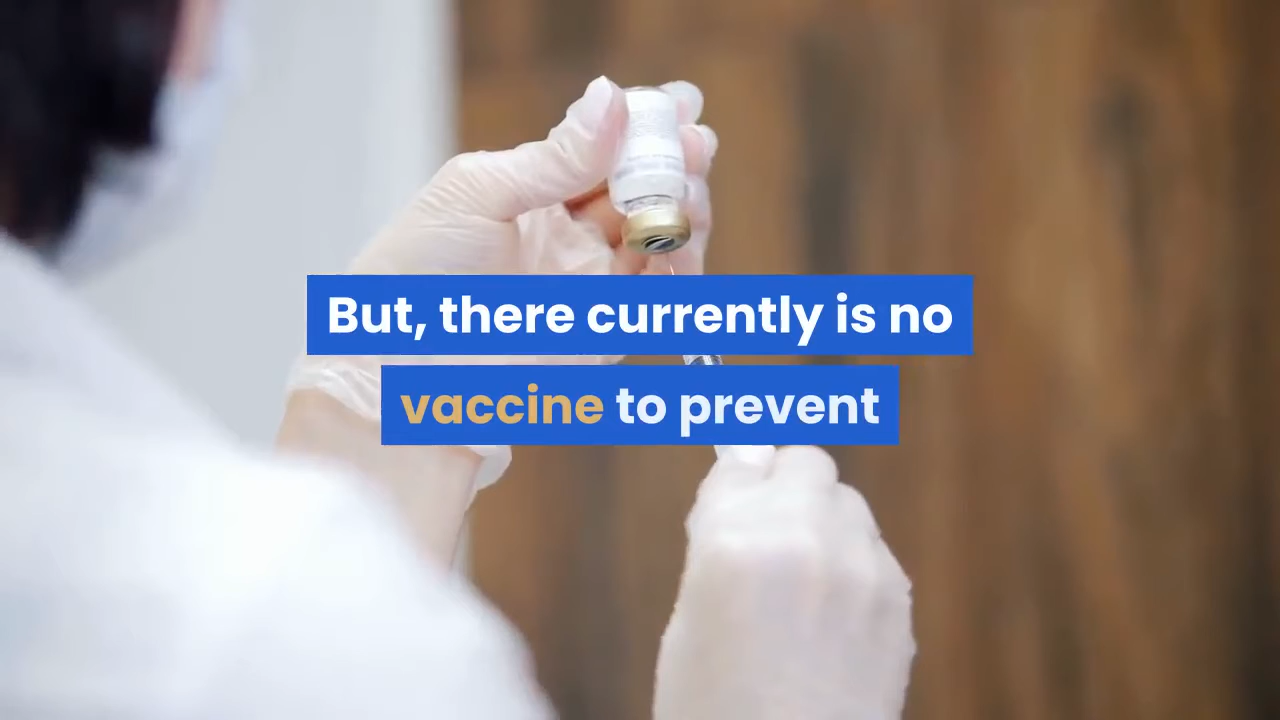 But, there currently is no
vaccine to prevent